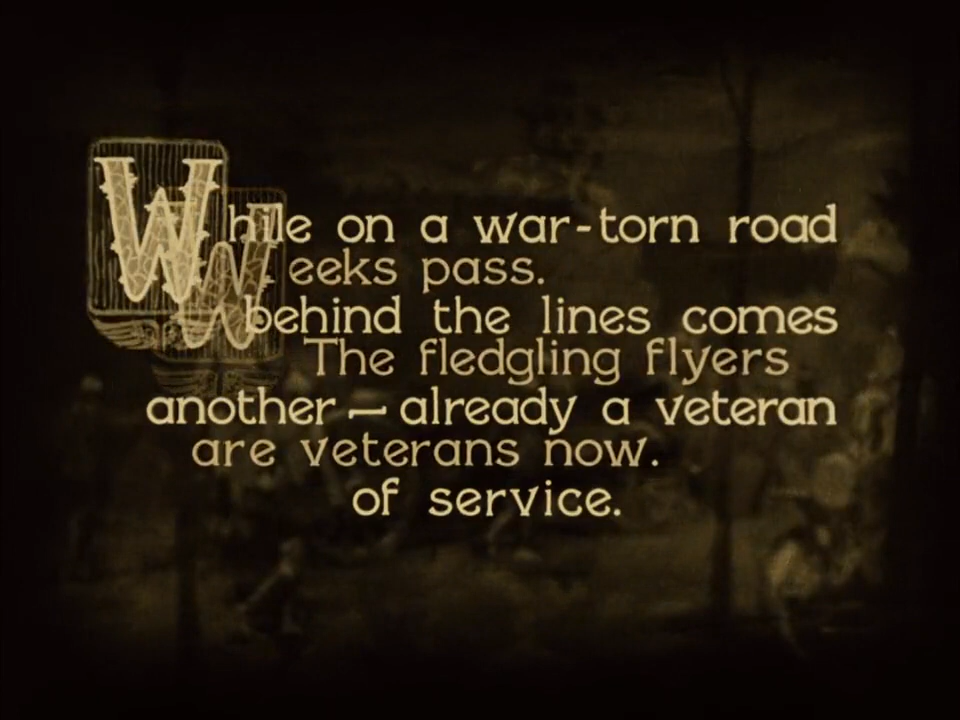 While on a war-torn road
Weeks pass.
behind the lines comes
The fledgling flyers
another — already a veteran
are veterans now.
of service.